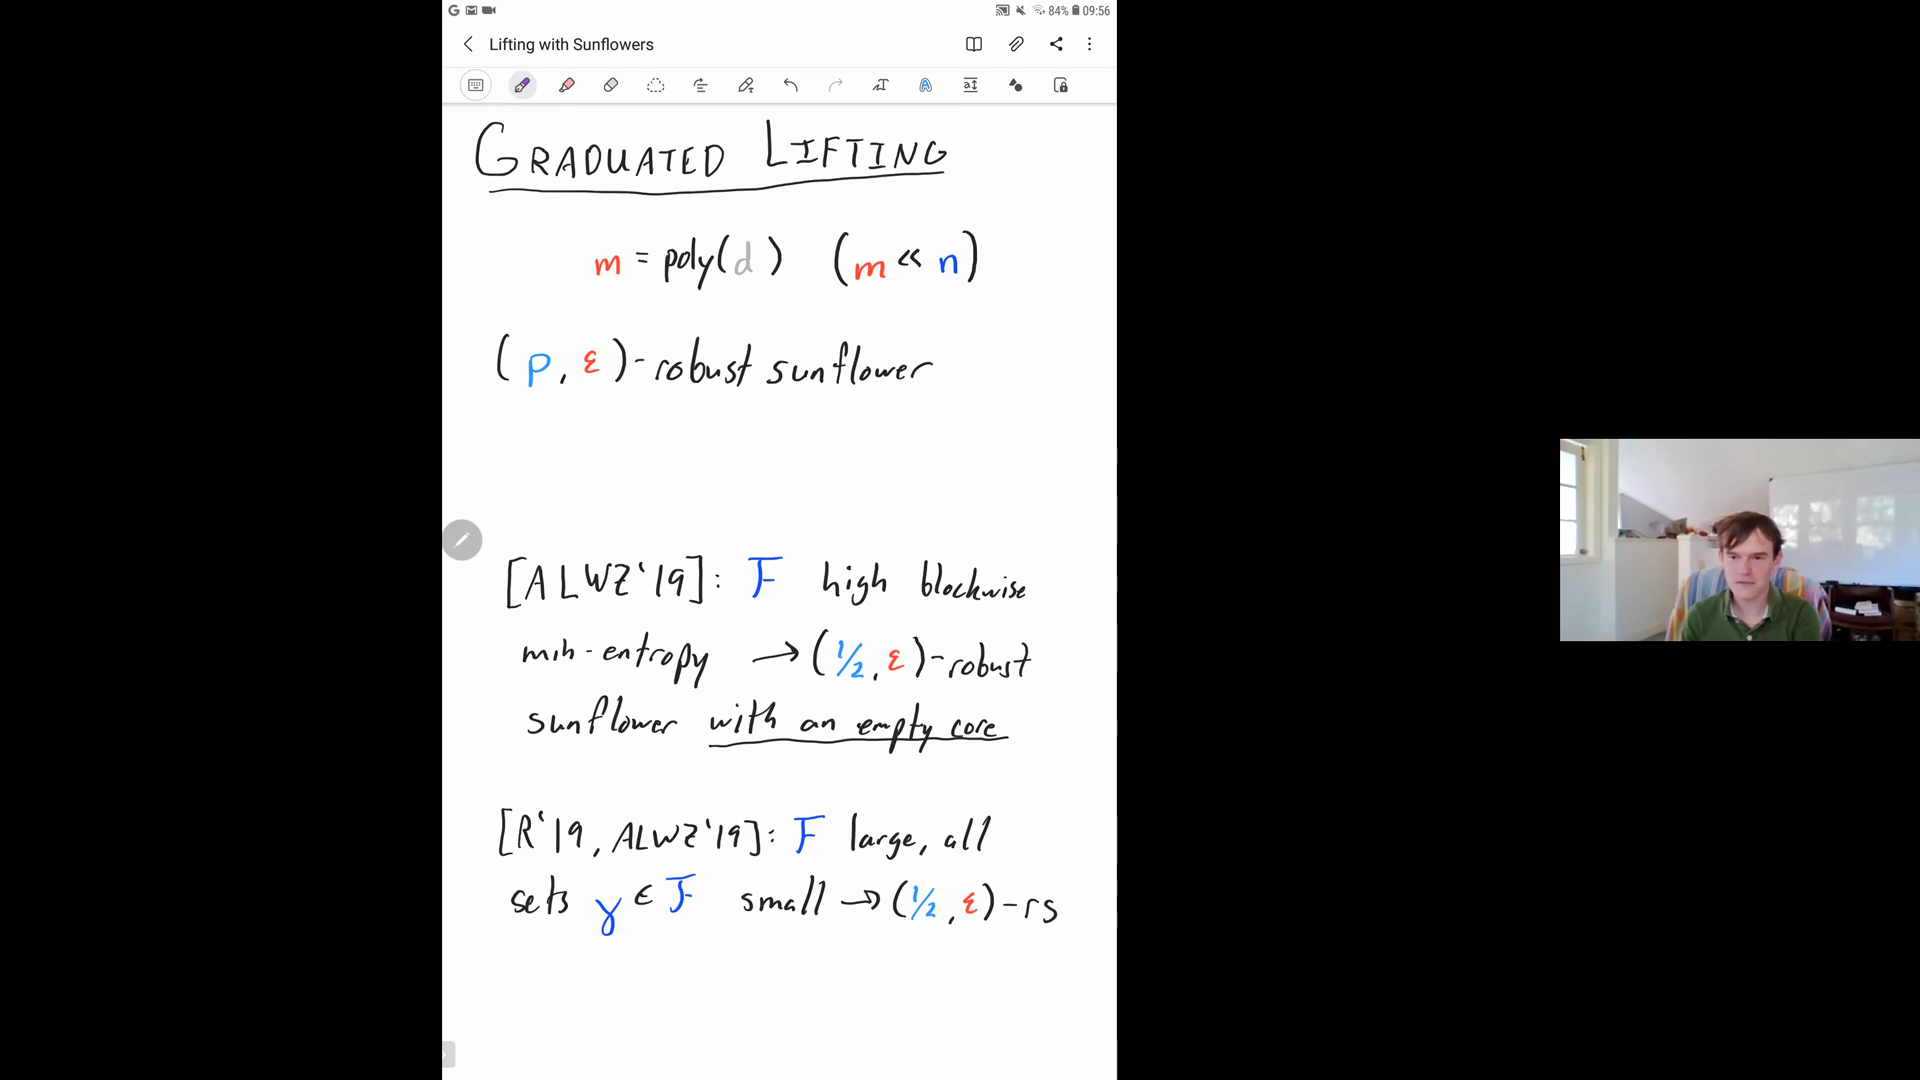 84% 09:56
Lifting with Sunflowers
GRADUATED LIFTING
m = poly(d) (m << n)
(p, ε)-robust sunflower
[ALWZ'19]: F high blockwise
min-entropy → (1/2, ε)-robust
sunflower with an empty core
[R'19, ALWZ'19]: F large, all
sets γ ∈ F small → (1/2, ε)-rs